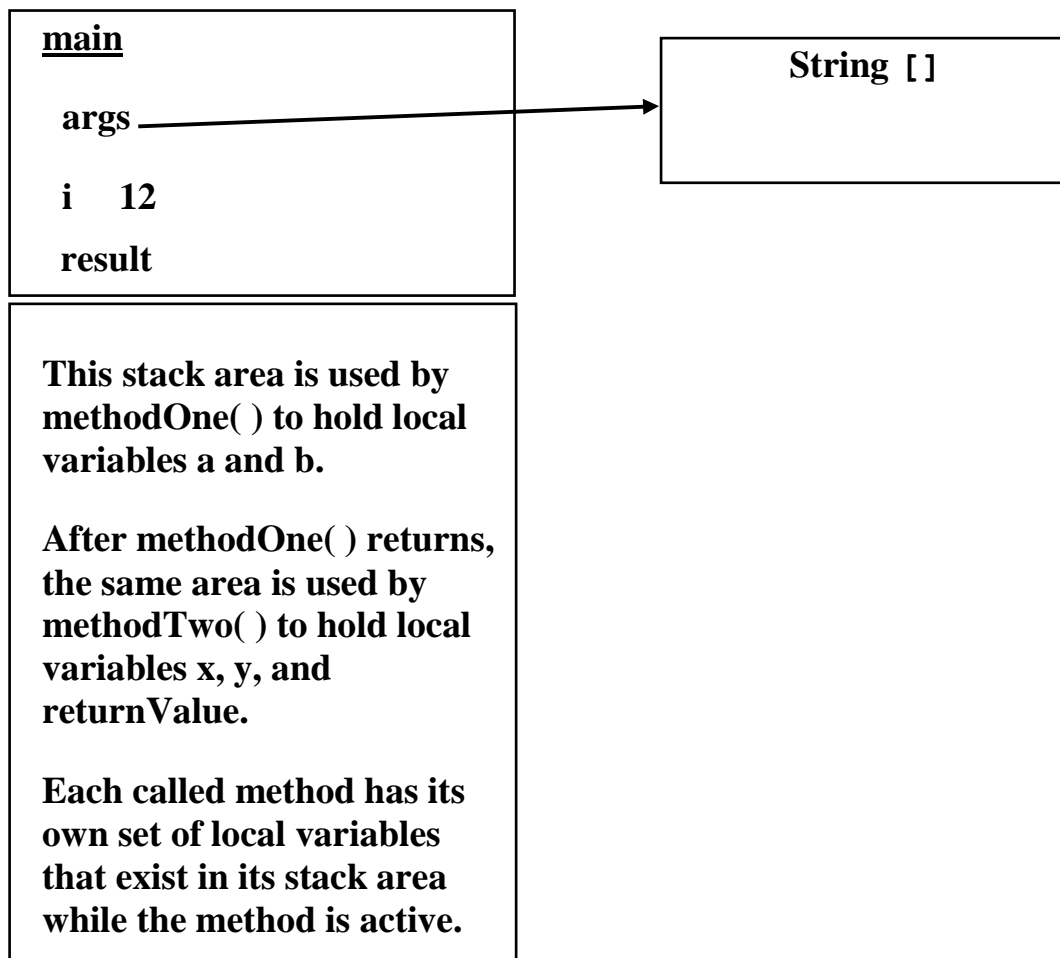 main
String [ ]
args
i 12
result
This stack area is used by
methodOne( ) to hold local
variables a and b.
After methodOne( ) returns,
the same area is used by
methodTwo( ) to hold local
variables x, y, and
returnValue.
Each called method has its
own set of local variables
that exist in its stack area
while the method is active.